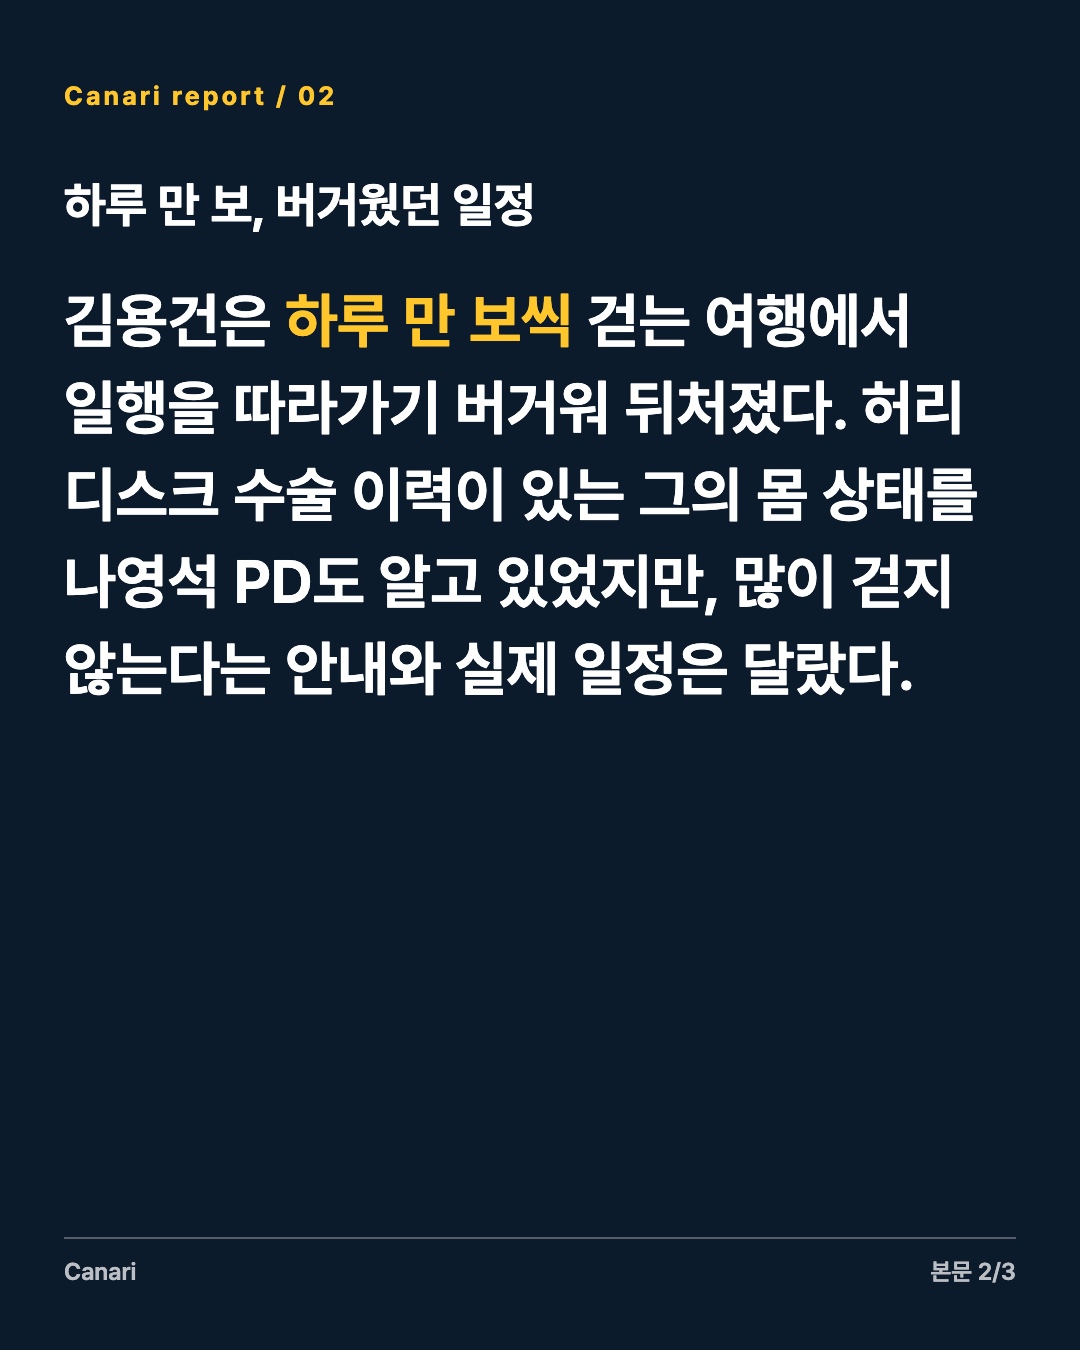 Canari report / 02
하루 만 보, 버거웠던 일정
김용건은 하루 만 보씩 걷는 여행에서
일행을 따라가기 버거워 뒤처졌다. 허리
디스크 수술 이력이 있는 그의 몸 상태를
나영석 PD도 알고 있었지만, 많이 걷지
않는다는 안내와 실제 일정은 달랐다.
Canari
본문 2/3